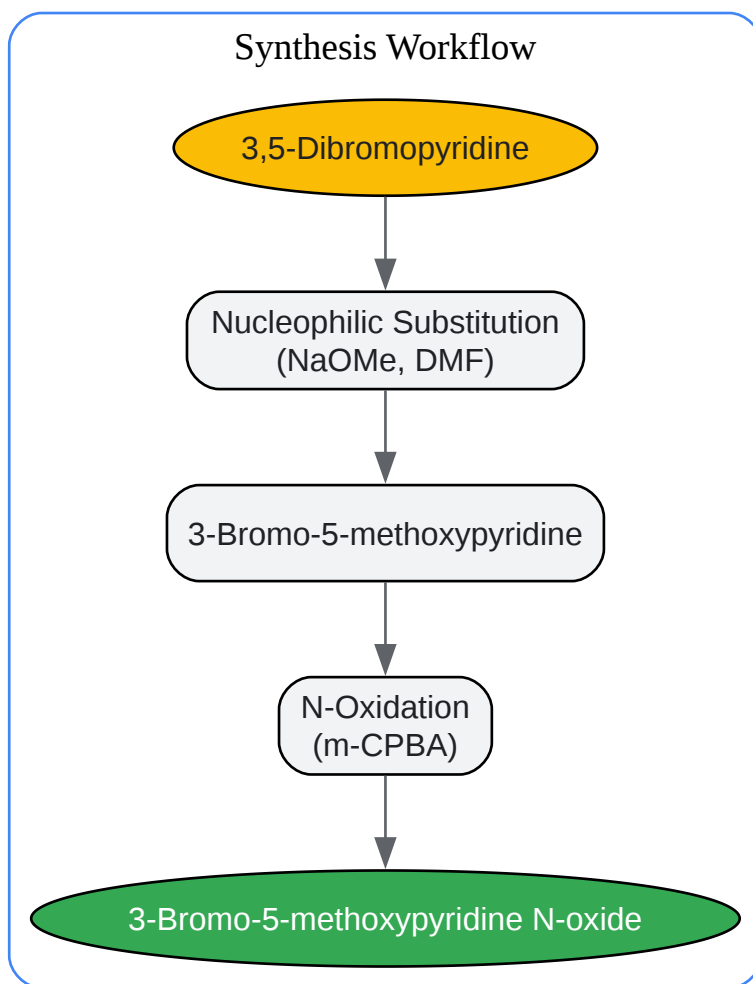 Synthesis Workflow
3,5-Dibromopyridine
Nucleophilic Substitution
(NaOMe, DMF)
3-Bromo-5-methoxypyridine
N-Oxidation
(m-CPBA)
3-Bromo-5-methoxypyridine N-oxide